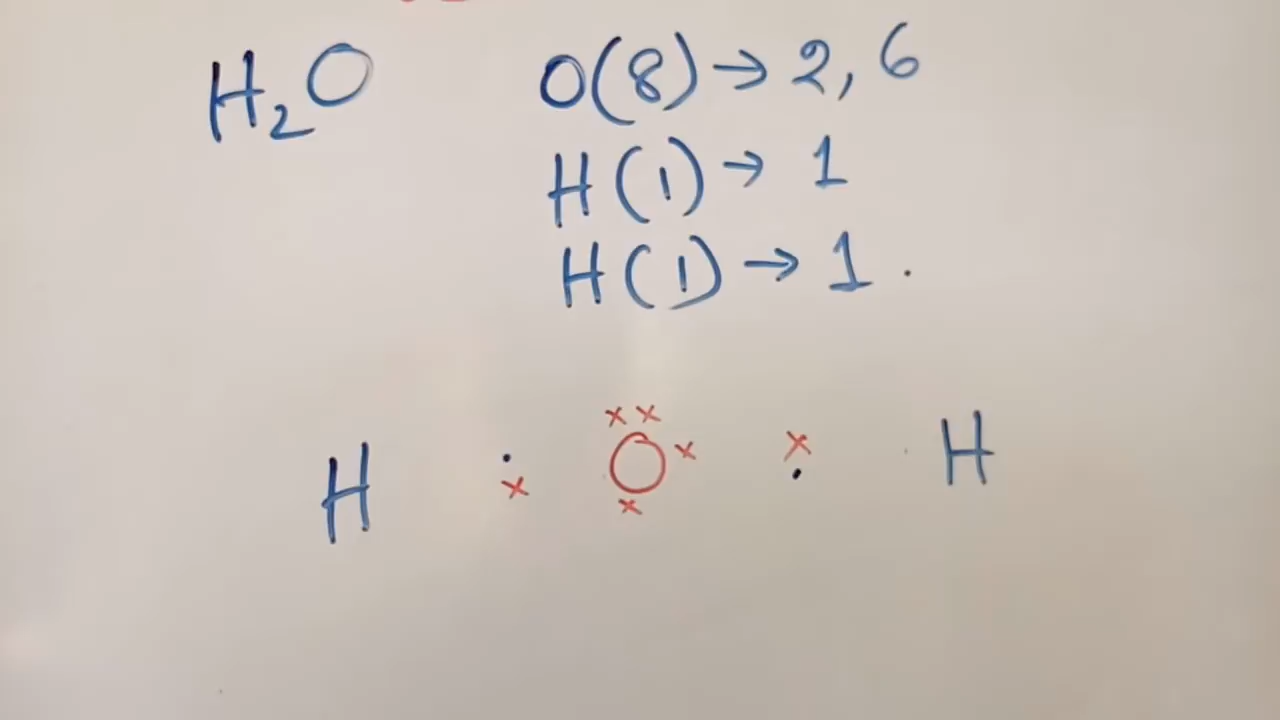 H₂O
O(8) → 2, 6
H(1) → 1
H(1) → 1 .
H O H